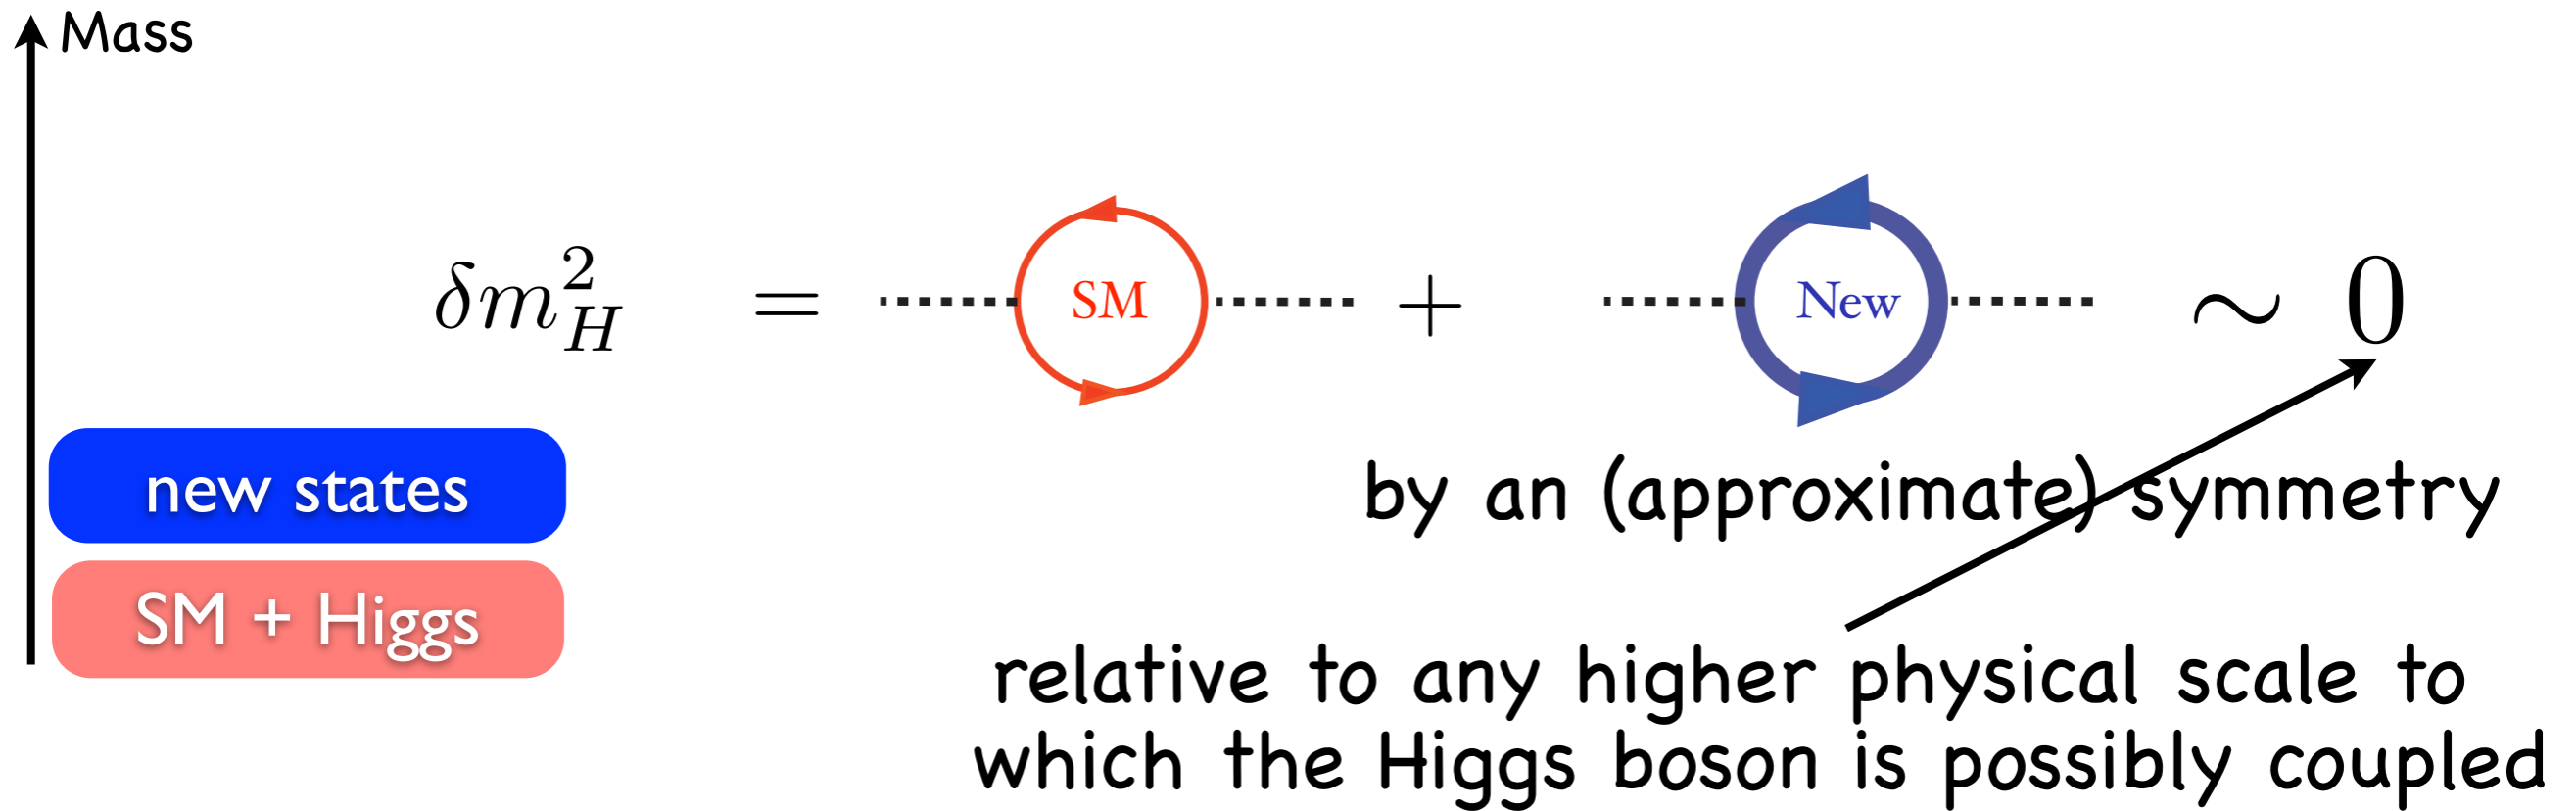 Mass
δm²_H = SM + New ~ 0
new states
by an (approximate) symmetry
SM + Higgs
relative to any higher physical scale to
which the Higgs boson is possibly coupled